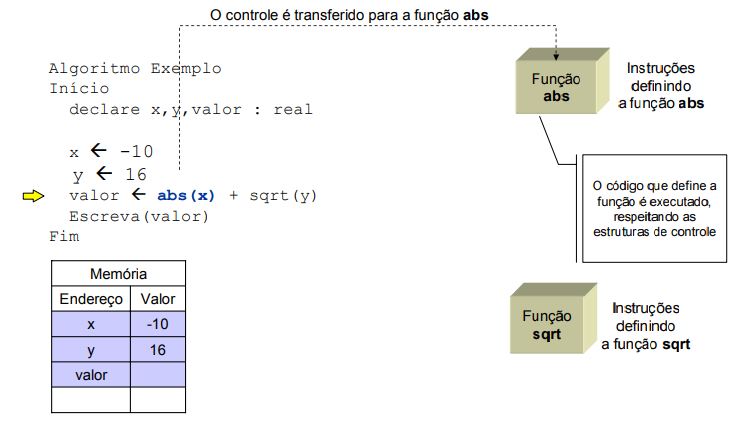 O controle é transferido para a função abs
Algoritmo Exemplo
Início
declare x,y,valor : real
x ← -10
y ← 16
valor ← abs(x) + sqrt(y)
Escreva(valor)
Fim
Função
abs
Instruções
definindo
a função abs
O código que define a
função é executado,
respeitando as
estruturas de controle
Memória
Endereço Valor
x -10
y 16
valor
Função
sqrt
Instruções
definindo
a função sqrt